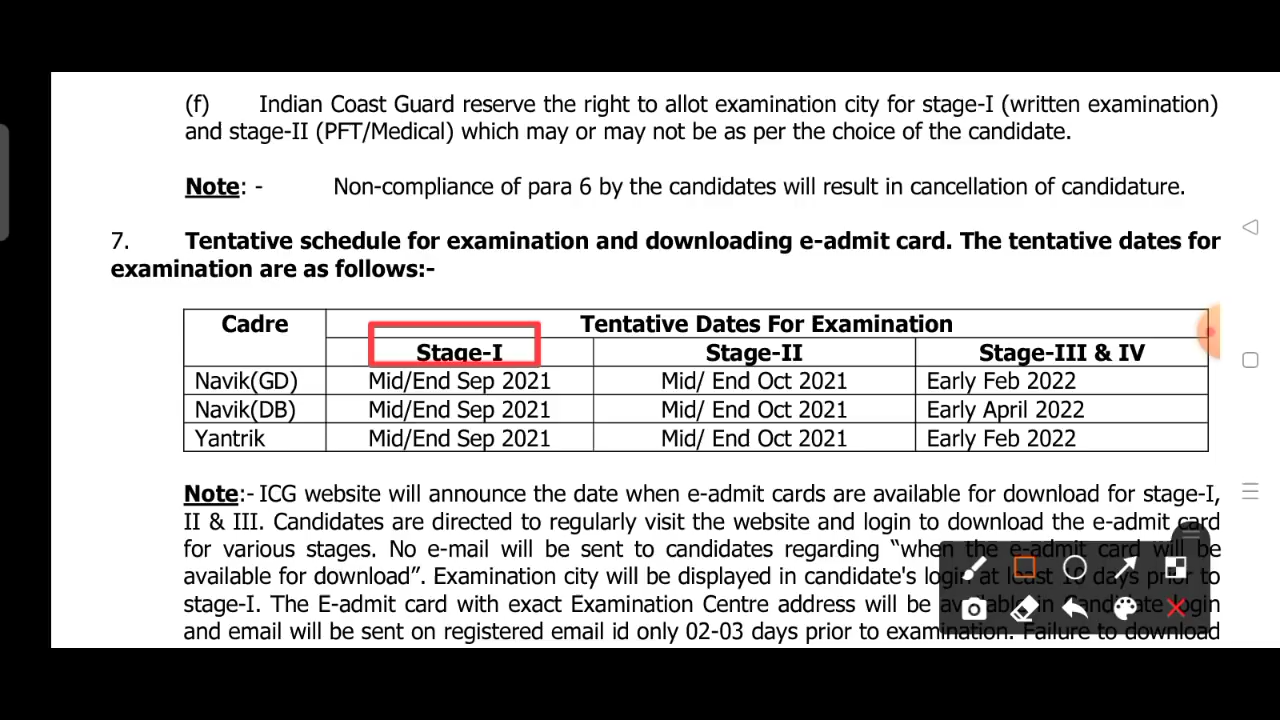 (f) Indian Coast Guard reserve the right to allot examination city for stage-I (written examination)
and stage-II (PFT/Medical) which may or may not be as per the choice of the candidate.
Note: - Non-compliance of para 6 by the candidates will result in cancellation of candidature.
7. Tentative schedule for examination and downloading e-admit card. The tentative dates for
examination are as follows:-
Cadre Tentative Dates For Examination
Stage-I Stage-II Stage-III & IV
Navik(GD) Mid/End Sep 2021 Mid/ End Oct 2021 Early Feb 2022
Navik(DB) Mid/End Sep 2021 Mid/ End Oct 2021 Early April 2022
Yantrik Mid/End Sep 2021 Mid/ End Oct 2021 Early Feb 2022
Note:- ICG website will announce the date when e-admit cards are available for download for stage-I,
II & III. Candidates are directed to regularly visit the website and login to download the e-admit card
for various stages. No e-mail will be sent to candidates regarding “when the e-admit card will be
available for download”. Examination city will be displayed in candidate's login at least 10 days prior to
stage-I. The E-admit card with exact Examination Centre address will be available in Candidate login
and email will be sent on registered email id only 02-03 days prior to examination. Failure to download